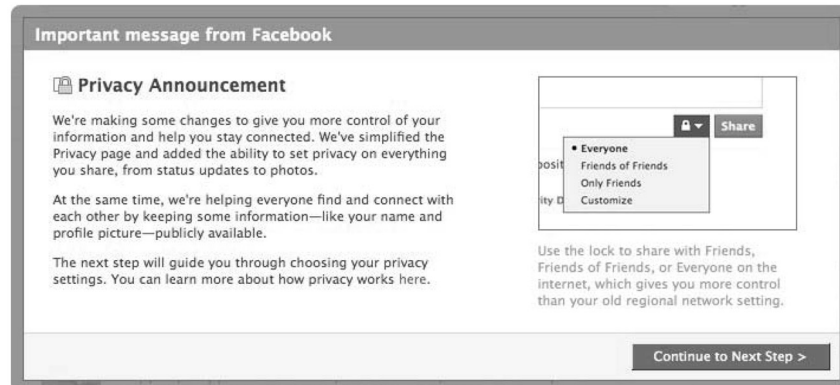 Important message from Facebook
Privacy Announcement
We're making some changes to give you more control of your
information and help you stay connected. We've simplified the
Privacy page and added the ability to set privacy on everything
you share, from status updates to photos.
At the same time, we're helping everyone find and connect with
each other by keeping some information—like your name and
profile picture—publicly available.
The next step will guide you through choosing your privacy
settings. You can learn more about how privacy works here.
Share
• Everyone
posit
Friends of Friends
Only Friends
rity D
Customize
Use the lock to share with Friends,
Friends of Friends, or Everyone on the
internet, which gives you more control
than your old regional network setting.
Continue to Next Step >